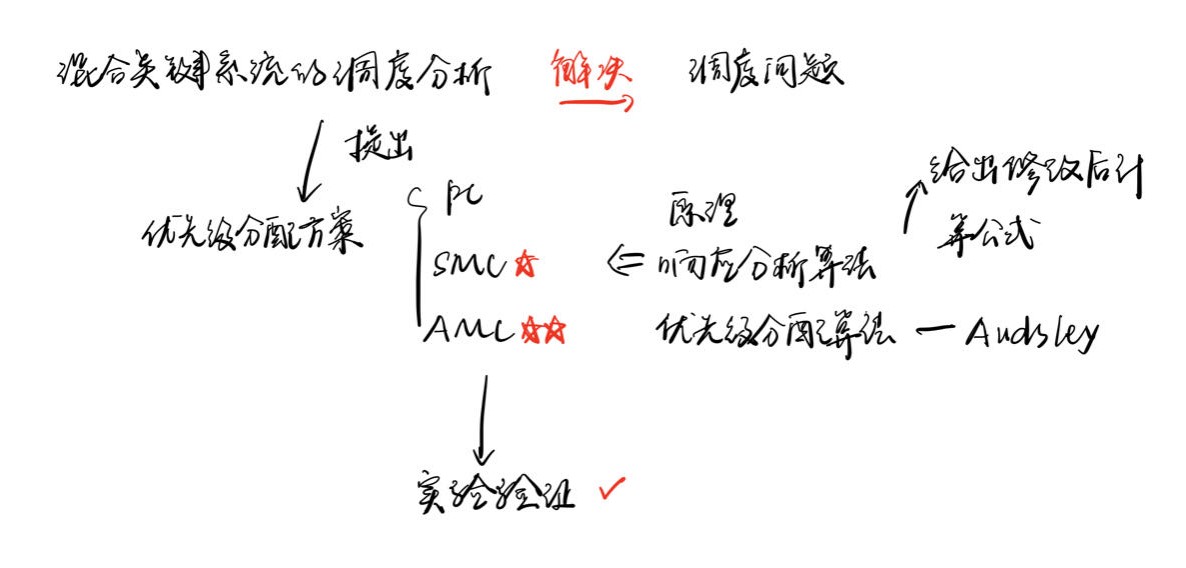 混合关键系统的调度分析 解决 调度问题
提出
优先级分配方案
PC
SMC
AMC
原理
响应分析算法
给出修改后计
算公式
优先级分配算法 — Audsley
实验验证